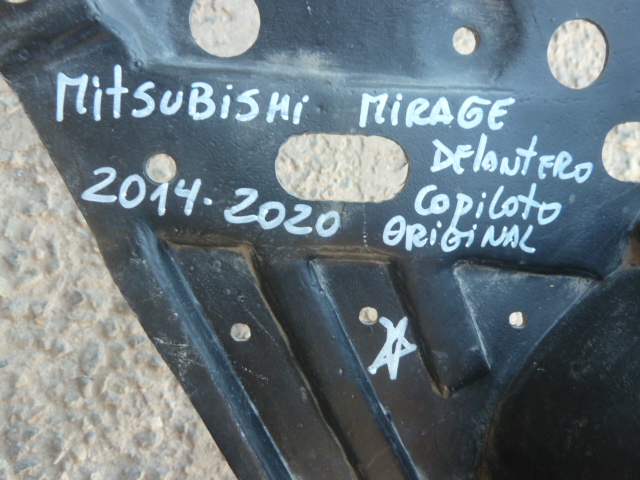 MitSUBiSHi MiRAGE
DElANtERO
2014-2020 COPiLOtO
ORiGiNAL